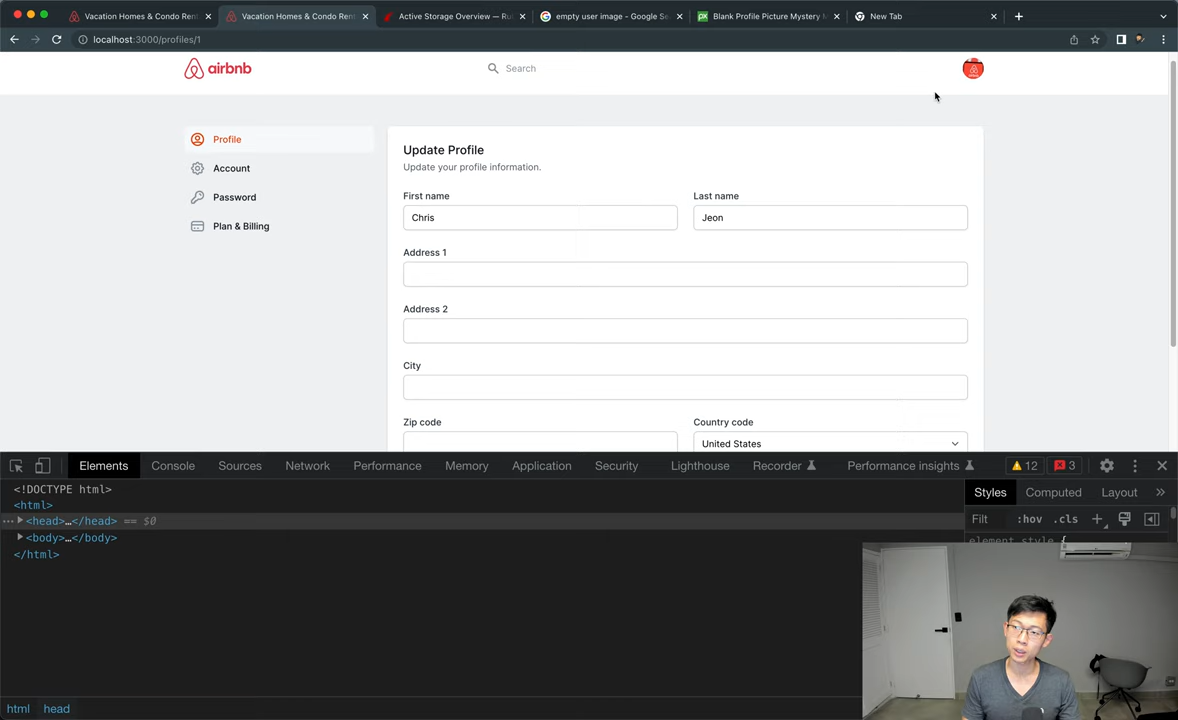 Vacation Homes & Condo Ren
Vacation Homes & Condo Ren
Active Storage Overview — Ru
empty user image - Google Se
Blank Profile Picture Mystery M
New Tab
localhost:3000/profiles/1
airbnb
Search
Profile
Account
Password
Plan & Billing
Update Profile
Update your profile information.
First name
Last name
Chris
Jeon
Address 1
Address 2
City
Zip code
Country code
United States
Elements
Console
Sources
Network
Performance
Memory
Application
Security
Lighthouse
Recorder
Performance insights
12
3
<!DOCTYPE html>
<html>
<head>…</head> == $0
<body>…</body>
</html>
Styles
Computed
Layout
Filt
:hov
.cls
element.style {
html
head